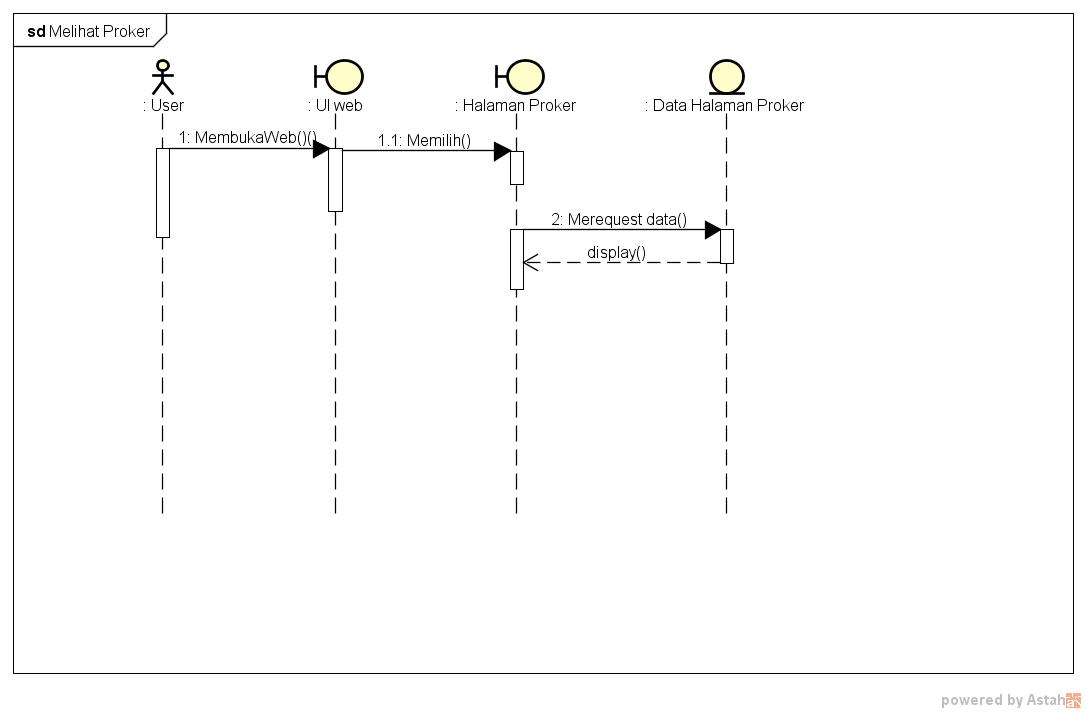 sd Melihat Proker
: User
: UI web
: Halaman Proker
: Data Halaman Proker
1: MembukaWeb()()
1.1: Memilih()
2: Merequest data()
display()
powered by Astah